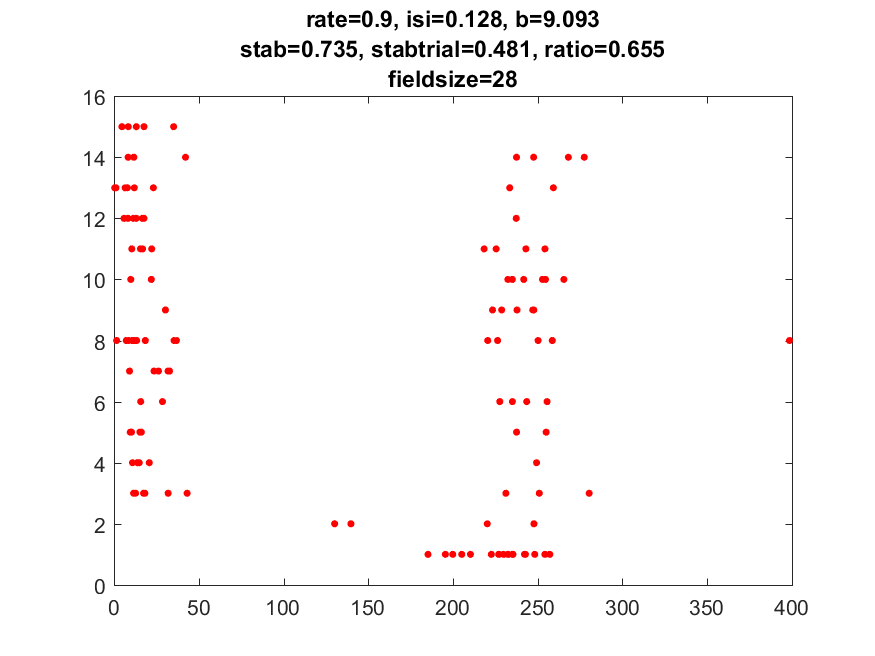 rate=0.9, isi=0.128, b=9.093
stab=0.735, stabtrial=0.481, ratio=0.655
fieldsize=28
16
14
12
10
8
6
4
2
0
0 50 100 150 200 250 300 350 400